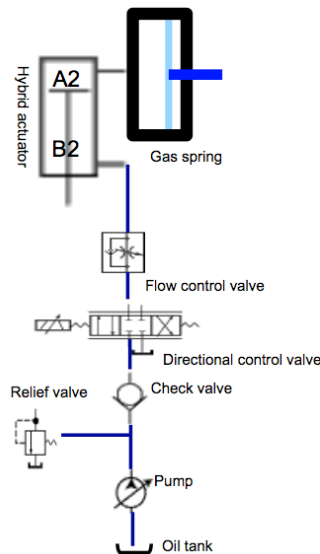 Hybrid actuator
A2
B2
Gas spring
Flow control valve
Directional control valve
Relief valve
Check valve
Pump
Oil tank